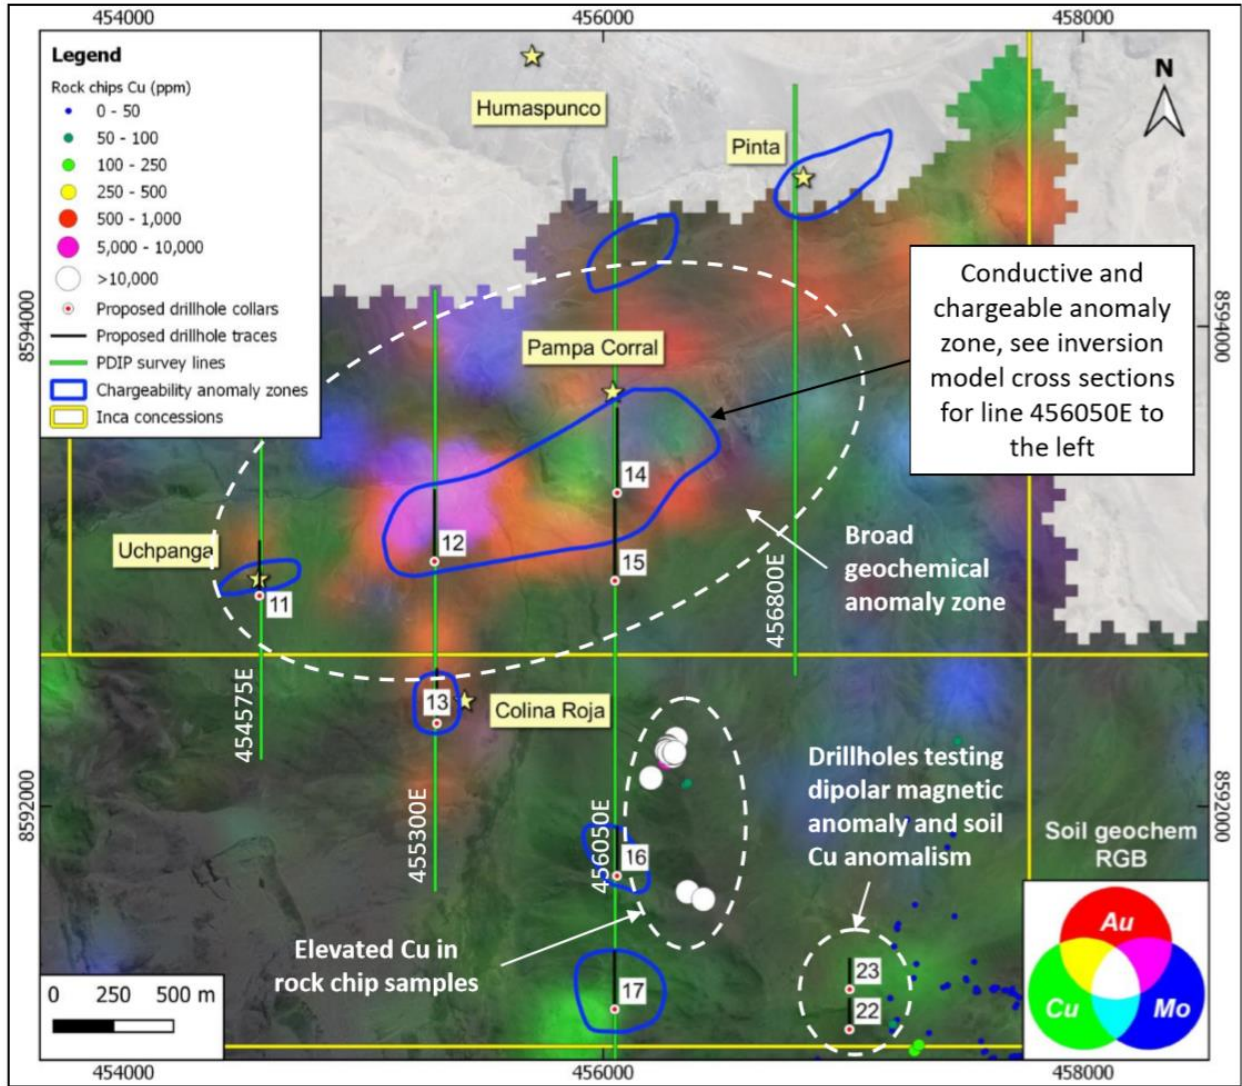 454000
456000
458000
Legend
Rock chips Cu (ppm)
0 - 50
50 - 100
100 - 250
250 - 500
500 - 1,000
5,000 - 10,000
>10,000
Proposed drillhole collars
Proposed drillhole traces
PDIP survey lines
Chargeability anomaly zones
Inca concessions
Humaspunco
Pinta
N
8594000
8594000
Conductive and
chargeable anomaly
zone, see inversion
model cross sections
for line 456050E to
the left
Pampa Corral
14
12
15
Uchpanga
11
Broad
geochemical
anomaly zone
456800E
454575E
13
Colina Roja
8592000
8592000
455300E
456050E
16
Drillholes testing
dipolar magnetic
anomaly and soil
Cu anomalism
Soil geochem
RGB
Au
Cu
Mo
Elevated Cu in
rock chip samples
17
23
22
0
250
500 m
454000
456000
458000